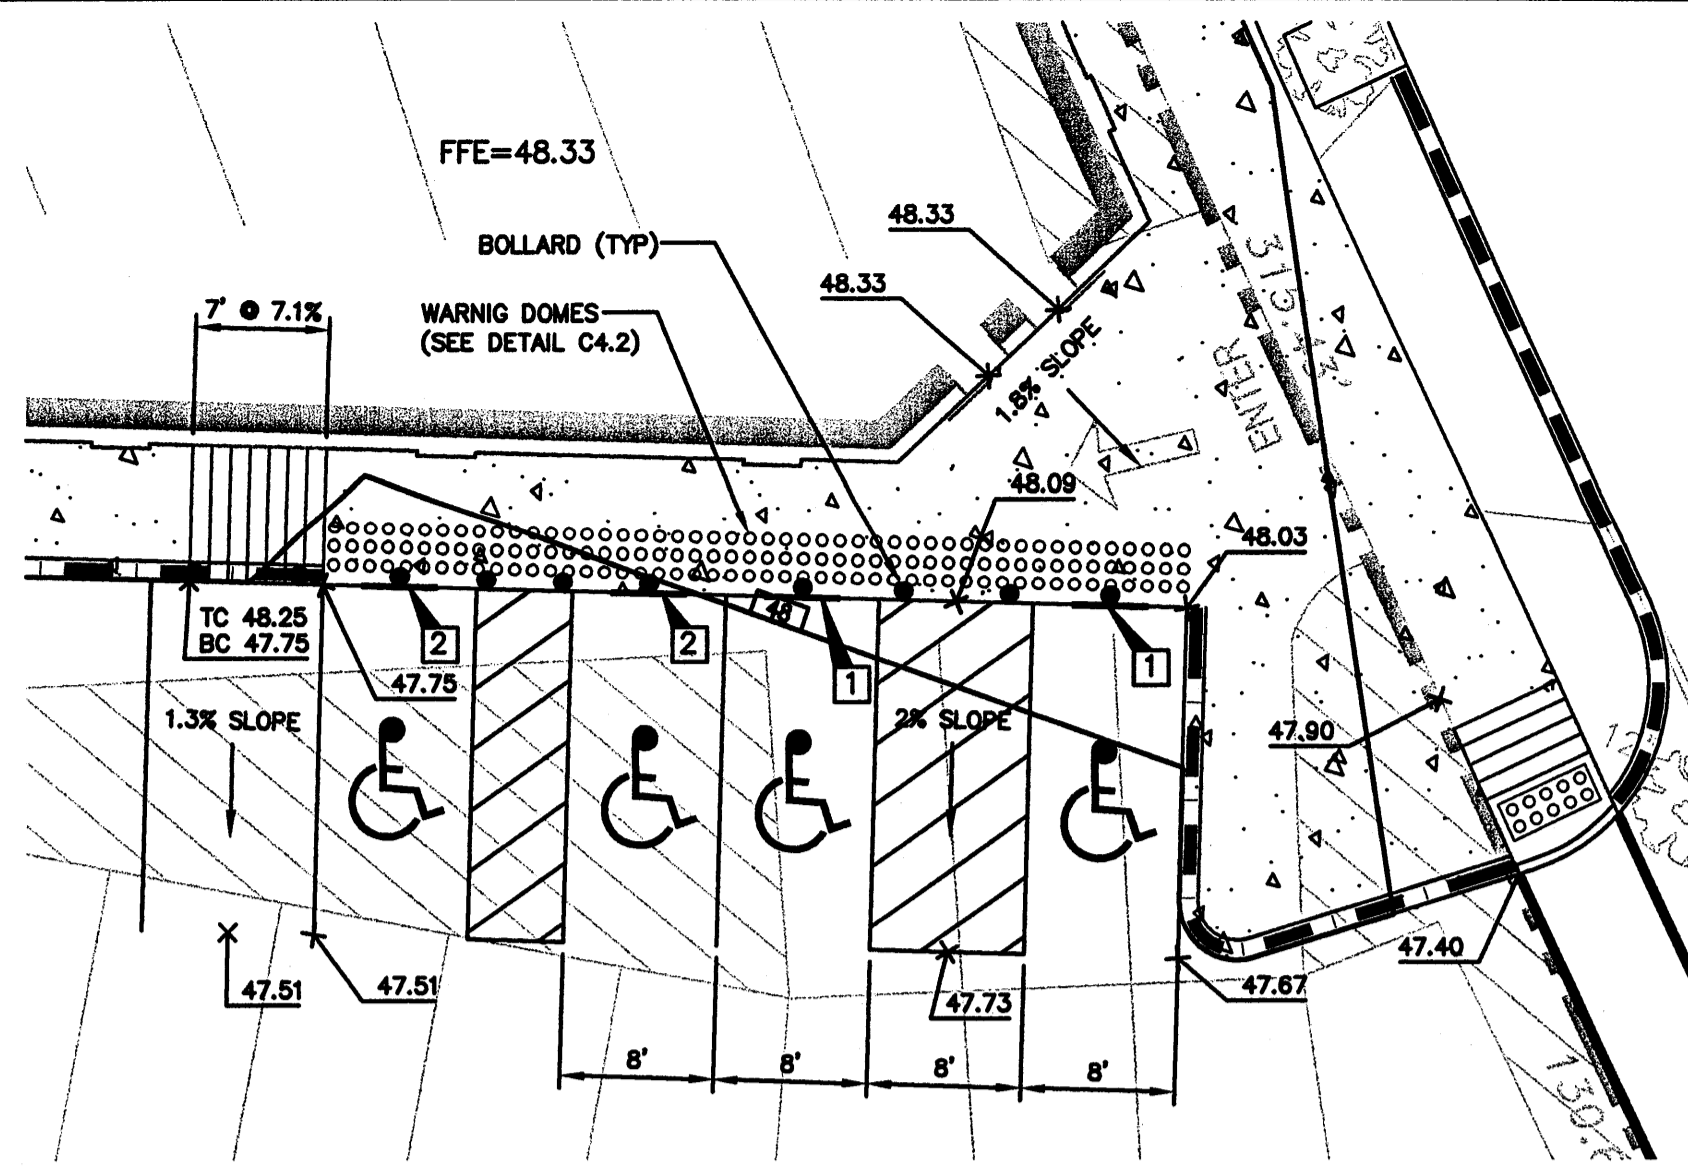 FFE=48.33
BOLLARD (TYP)
WARNIG DOMES
(SEE DETAIL C4.2)
7' @ 7.1%
48.33
48.33
1.8% SLOPE
ENTER
48.09
48.03
TC 48.25
BC 47.75
2
2
48
1
1
47.75
1.3% SLOPE
2% SLOPE
47.90
47.51
47.51
47.73
47.67
47.40
8'
8'
8'
8'